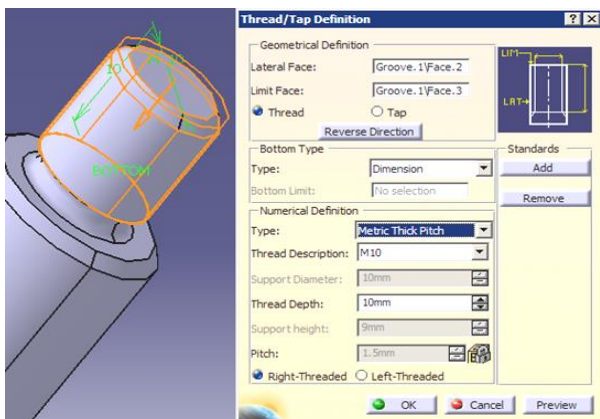 Thread/Tap Definition
Geometrical Definition
Lateral Face: Groove.1\Face.2
Limit Face: Groove.1\Face.3
Thread Tap
Reverse Direction
LIM
LAT
Bottom Type
Type: Dimension
Bottom Limit: No selection
Standards
Add
Remove
Numerical Definition
Type: Metric Thick Pitch
Thread Description: M10
Support Diameter: 10mm
Thread Depth: 10mm
Support height: 9mm
Pitch: 1.5mm
Right-Threaded Left-Threaded
OK Cancel Preview
10
BOTTOM